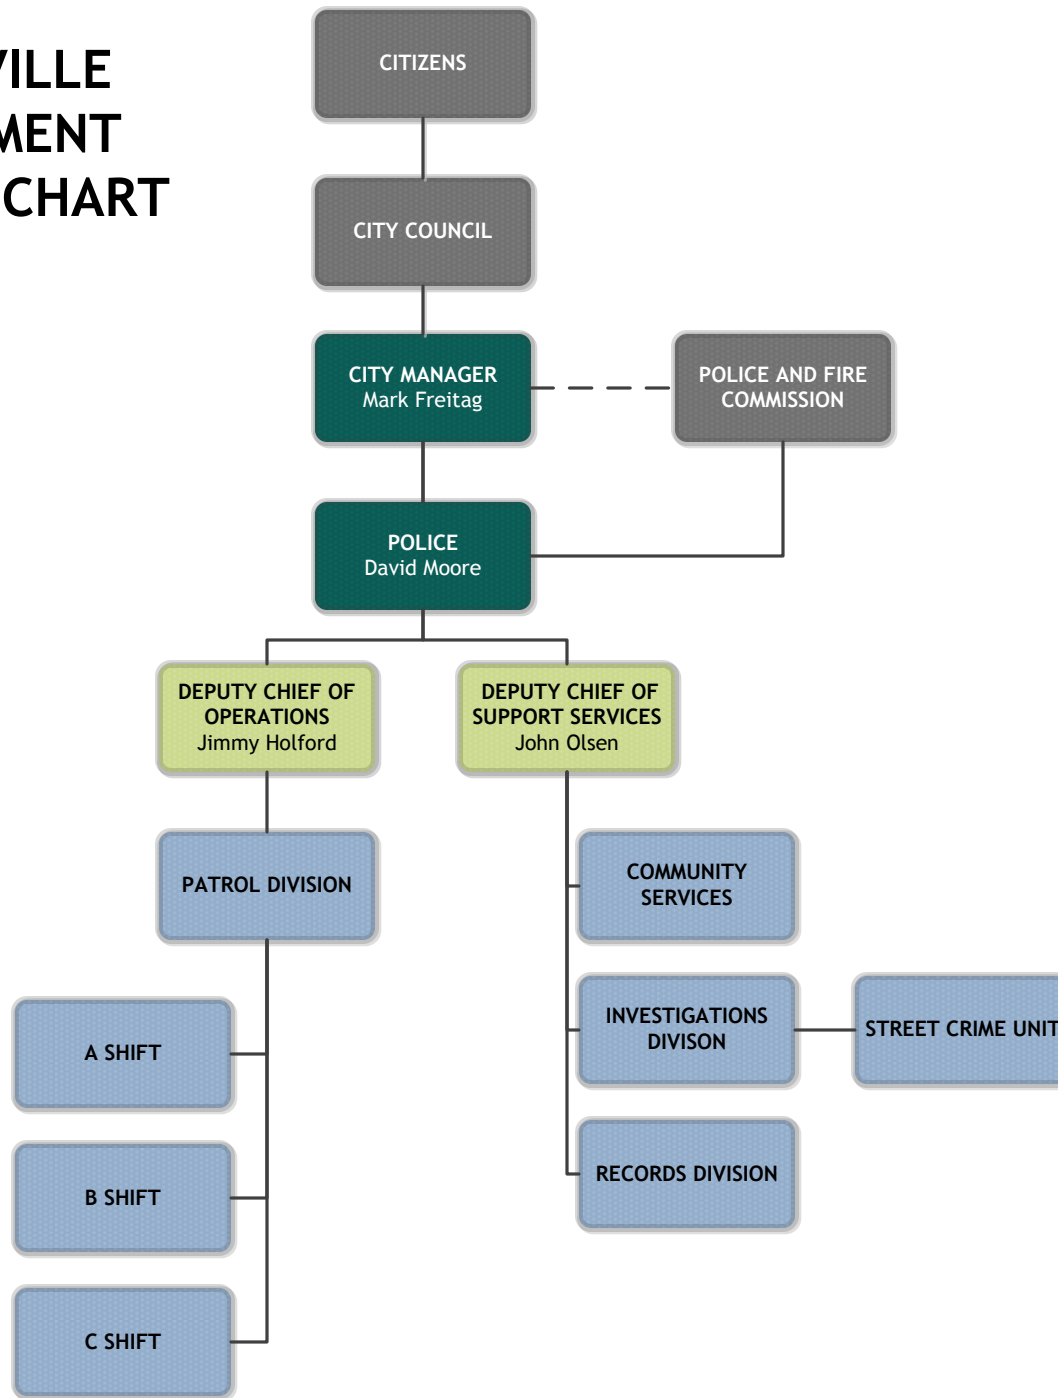 VILLE
MENT
CHART
CITIZENS
CITY COUNCIL
CITY MANAGER
Mark Freitag
POLICE AND FIRE
COMMISSION
POLICE
David Moore
DEPUTY CHIEF OF
OPERATIONS
Jimmy Holford
DEPUTY CHIEF OF
SUPPORT SERVICES
John Olsen
PATROL DIVISION
COMMUNITY
SERVICES
A SHIFT
INVESTIGATIONS
DIVISON
STREET CRIME UNIT
B SHIFT
RECORDS DIVISION
C SHIFT